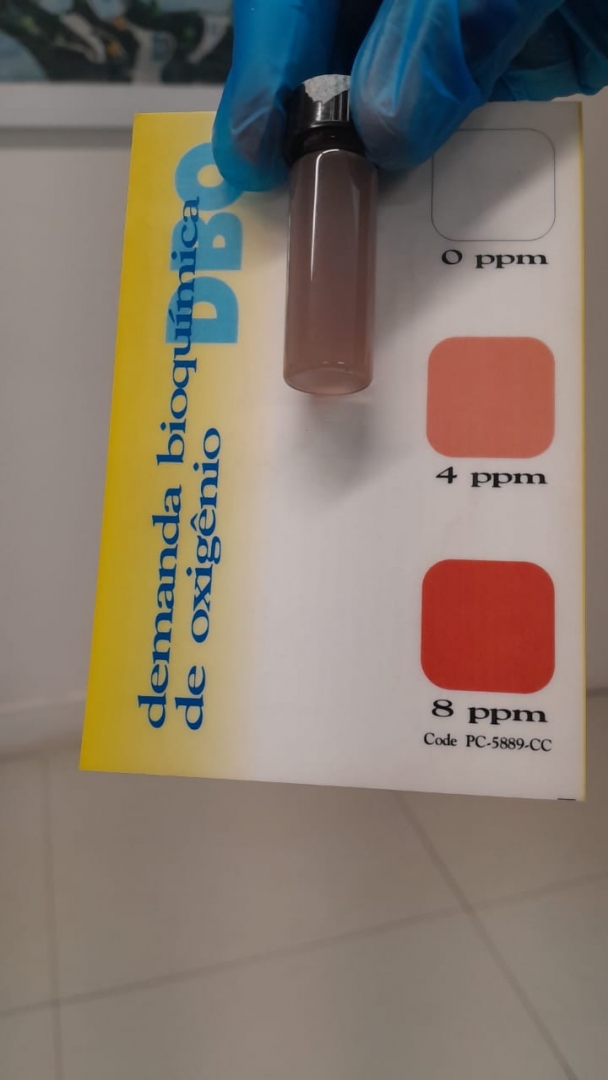 DBO
demanda bioquímica
de oxigênio
0 ppm
4 ppm
8 ppm
Code PC-5889-CC